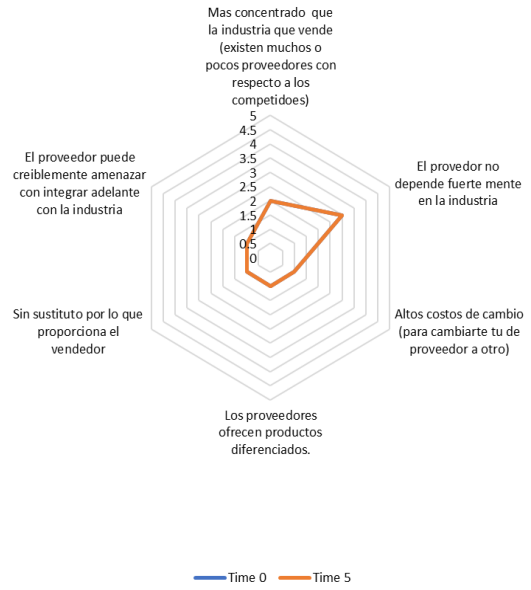 Mas concentrado que
la industria que vende
(existen muchos o
pocos proveedores con
respecto a los
competidoes)
5
4.5
4
3.5
3
2.5
2
1.5
1
0.5
0
El provedor no
depende fuerte mente
en la industria
Altos costos de cambio
(para cambiarte tu de
proveedor a otro)
Los proveedores
ofrecen productos
diferenciados.
Sin sustituto por lo que
proporciona el
vendedor
El proveedor puede
creiblemente amenazar
con integrar adelante
con la industria
Time 0
Time 5